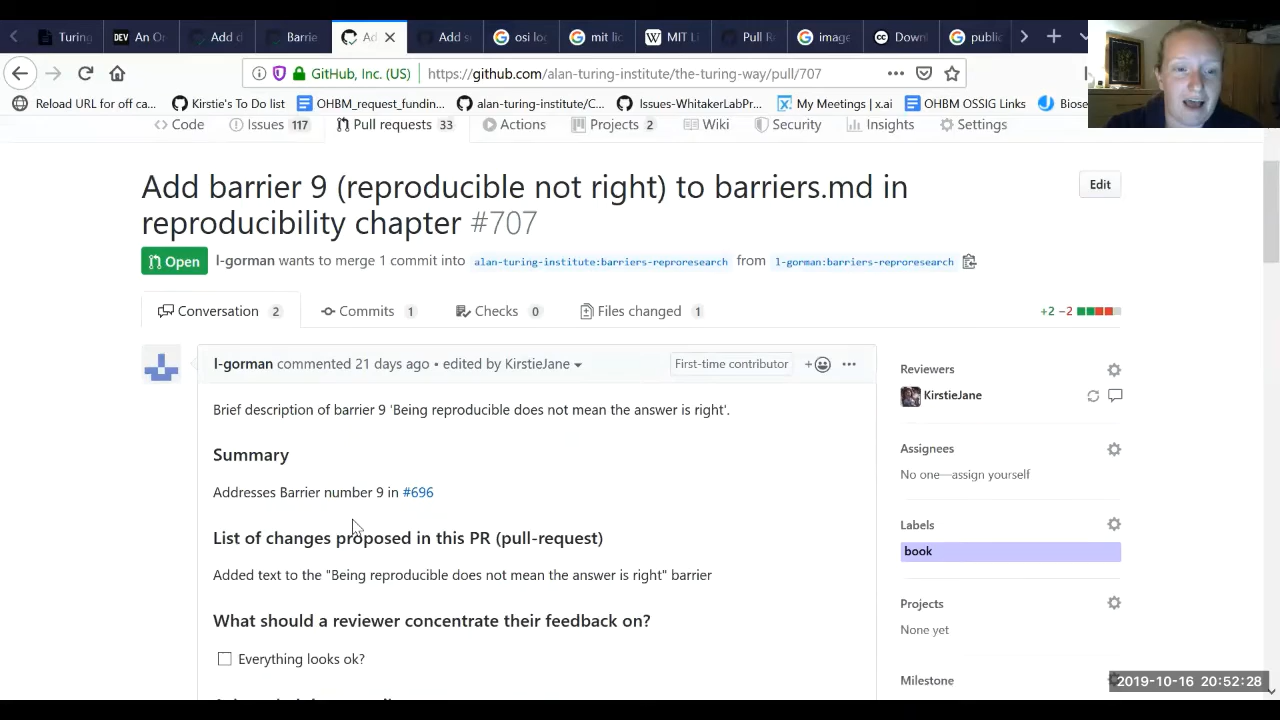 Turing DEV An O Add d Barrie Ad Add s osi log mit lic MIT L Pull R image Down public
GitHub, Inc. (US) https://github.com/alan-turing-institute/the-turing-way/pull/707
Reload URL for off ca... Kirstie's To Do list OHBM_request_fundin... alan-turing-institute/C... Issues-WhitakerLabPr... My Meetings | x.ai OHBM OSSIG Links Biose
Code Issues 117 Pull requests 33 Actions Projects 2 Wiki Security Insights Settings
Add barrier 9 (reproducible not right) to barriers.md in
reproducibility chapter #707
Edit
Open l-gorman wants to merge 1 commit into alan-turing-institute:barriers-reproresearch from l-gorman:barriers-reproresearch
Conversation 2 Commits 1 Checks 0 Files changed 1 +2 −2
l-gorman commented 21 days ago • edited by KirstieJane First-time contributor
Brief description of barrier 9 'Being reproducible does not mean the answer is right'.
Summary
Addresses Barrier number 9 in #696
List of changes proposed in this PR (pull-request)
Added text to the "Being reproducible does not mean the answer is right" barrier
What should a reviewer concentrate their feedback on?
Everything looks ok?
Reviewers
KirstieJane
Assignees
No one—assign yourself
Labels
book
Projects
None yet
Milestone
2019-10-16 20:52:28